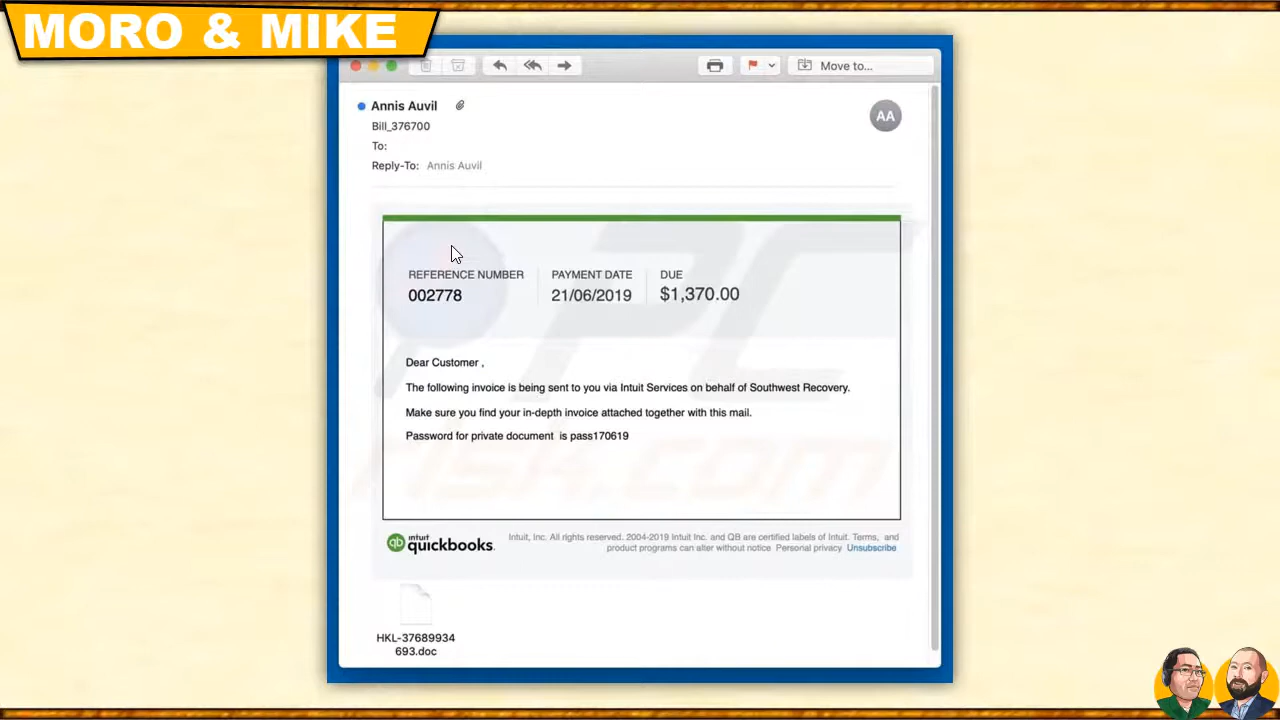 MORO & MIKE
Move to...
Annis Auvil
AA
Bill_376700
To:
Reply-To: Annis Auvil
REFERENCE NUMBER PAYMENT DATE DUE
002778 21/06/2019 $1,370.00
Dear Customer ,
The following invoice is being sent to you via Intuit Services on behalf of Southwest Recovery.
Make sure you find your in-depth invoice attached together with this mail.
Password for private document is pass170619
PC
risk.com
qb intuit quickbooks.
Intuit, Inc. All rights reserved. 2004-2019 Intuit Inc. and QB are certified labels of Intuit. Terms, and
product programs can alter without notice Personal privacy Unsubscribe
HKL-37689934
693.doc